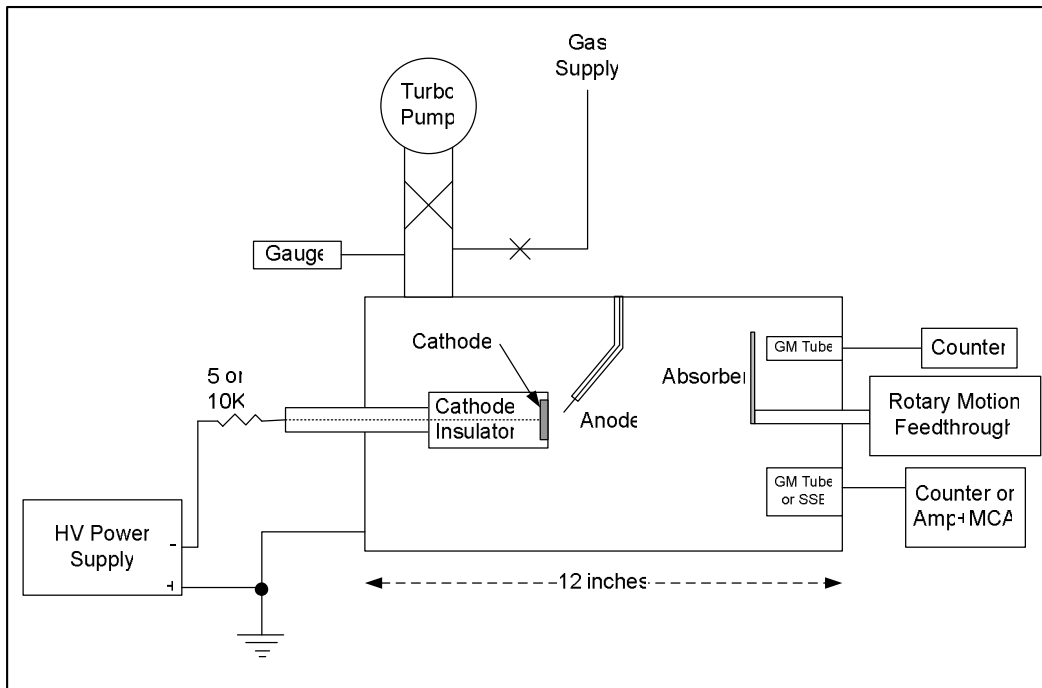 Gas
Supply
Turbo
Pump
Gauge
Cathode
5 or
10K
Cathode
Insulator
Anode
Absorber
GM Tube
Counter
Rotary Motion
Feedthrough
GM Tube
or SSB
Counter or
Amp+MCA
HV Power
Supply
-
+
12 inches